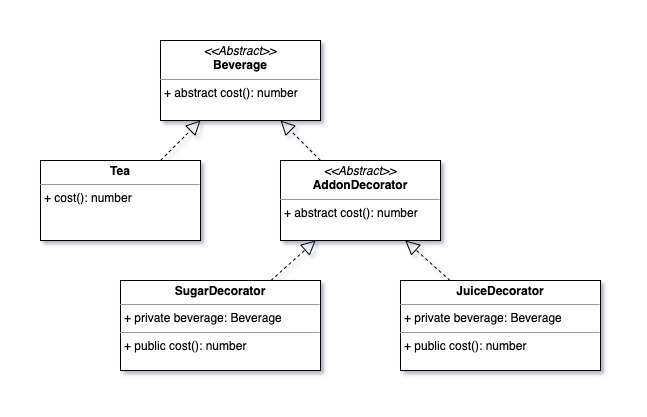 <<Abstract>>
Beverage
+ abstract cost(): number
Tea
+ cost(): number
<<Abstract>>
AddonDecorator
+ abstract cost(): number
SugarDecorator
+ private beverage: Beverage
+ public cost(): number
JuiceDecorator
+ private beverage: Beverage
+ public cost(): number